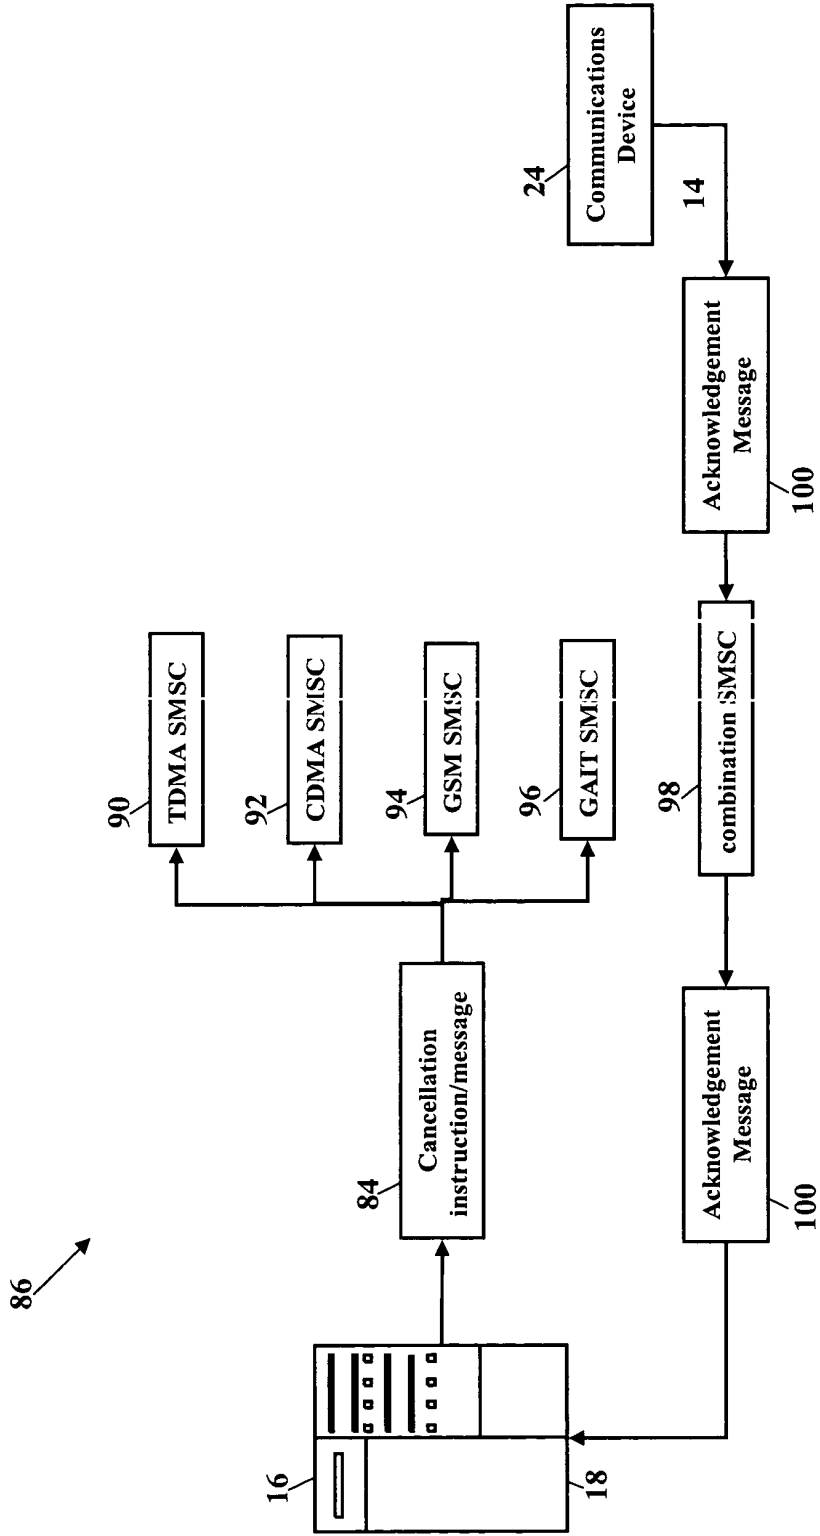 86
16
18
84
Cancellation
instruction/message
90
TDMA SMSC
92
CDMA SMSC
94
GSM SMSC
96
GAIT SMSC
24
Communications
Device
14
Acknowledgement
Message
100
98
combination SMSC
Acknowledgement
Message
100